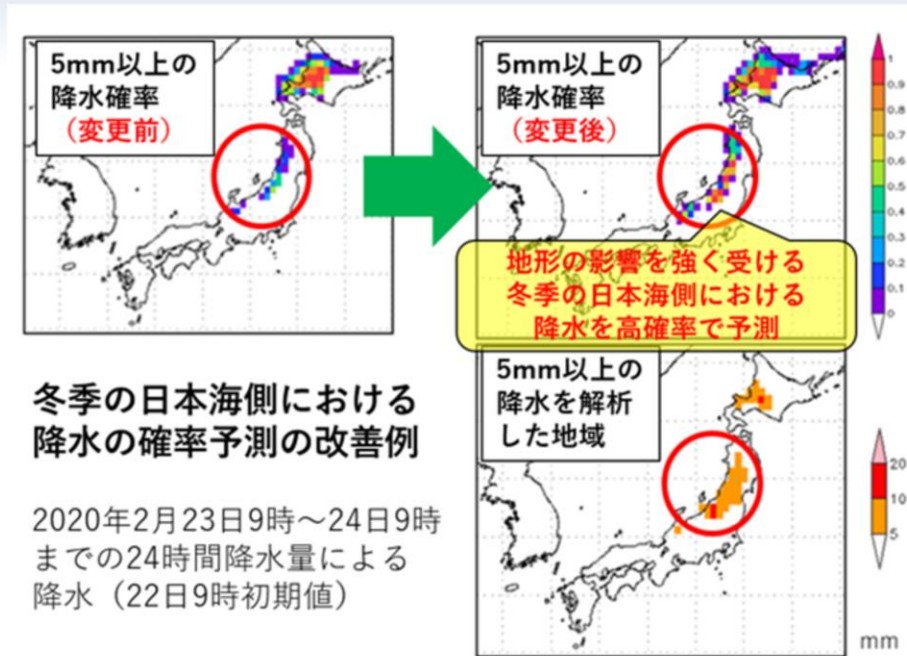 5mm以上の
降水確率
（変更前）
5mm以上の
降水確率
（変更後）
1
0.9
0.8
0.7
0.6
0.5
0.4
0.3
0.2
0.1
0
地形の影響を強く受ける
冬季の日本海側における
降水を高確率で予測
5mm以上の
降水を解析
した地域
20
10
5
mm
冬季の日本海側における
降水の確率予測の改善例
2020年2月23日9時～24日9時
までの24時間降水量による
降水（22日9時初期値）